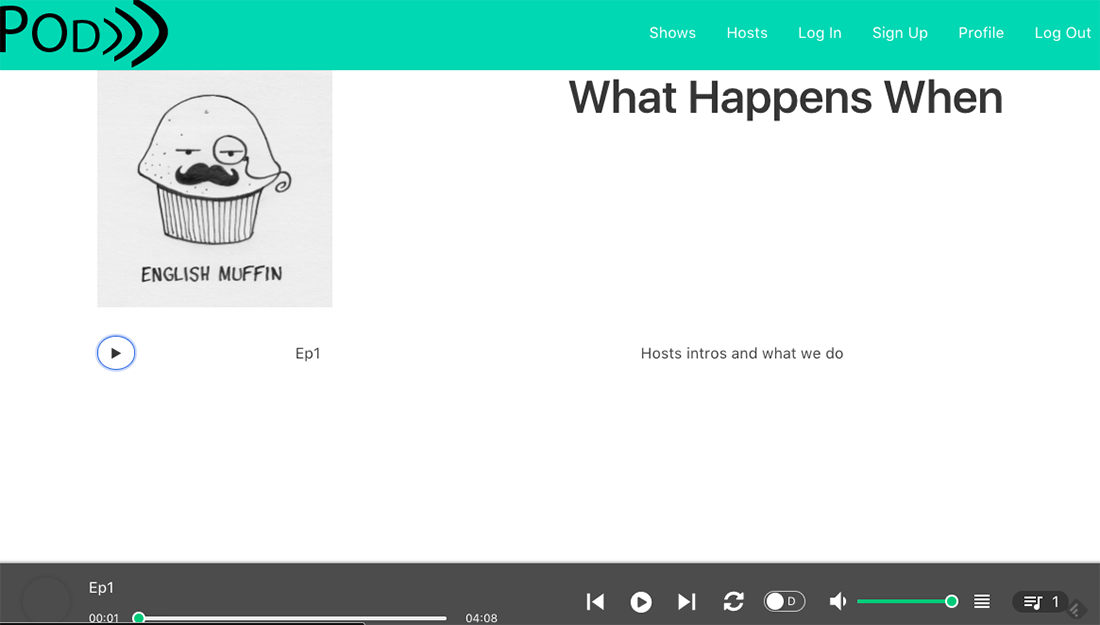 POD
Shows Hosts Log In Sign Up Profile Log Out
What Happens When
ENGLISH MUFFIN
Ep1 Hosts intros and what we do
Ep1
00:01 04:08
D
1